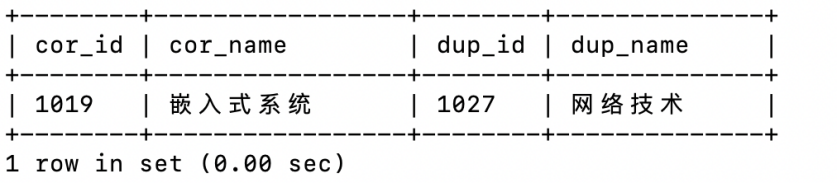 +--------+-----------------+--------+--------------+
| cor_id | cor_name        | dup_id | dup_name     |
+--------+-----------------+--------+--------------+
| 1019   | 嵌入式系统      | 1027   | 网络技术     |
+--------+-----------------+--------+--------------+
1 row in set (0.00 sec)